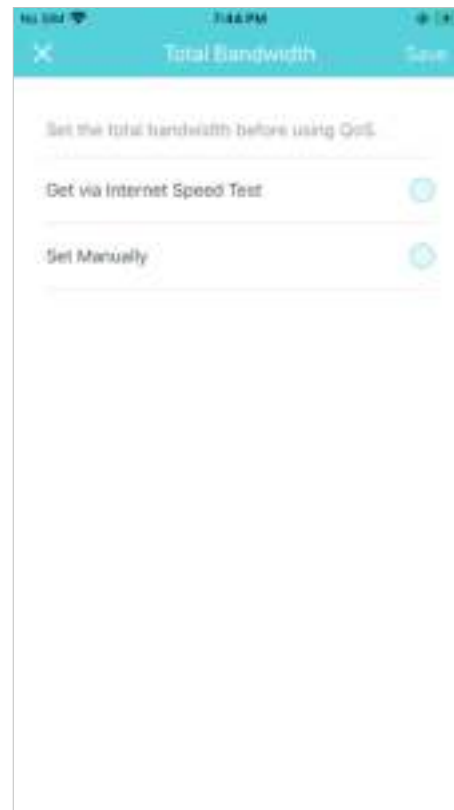 No SIM 7:44 PM
Total Bandwidth Save
Set the total bandwidth before using QoS.
Get via Internet Speed Test
Set Manually